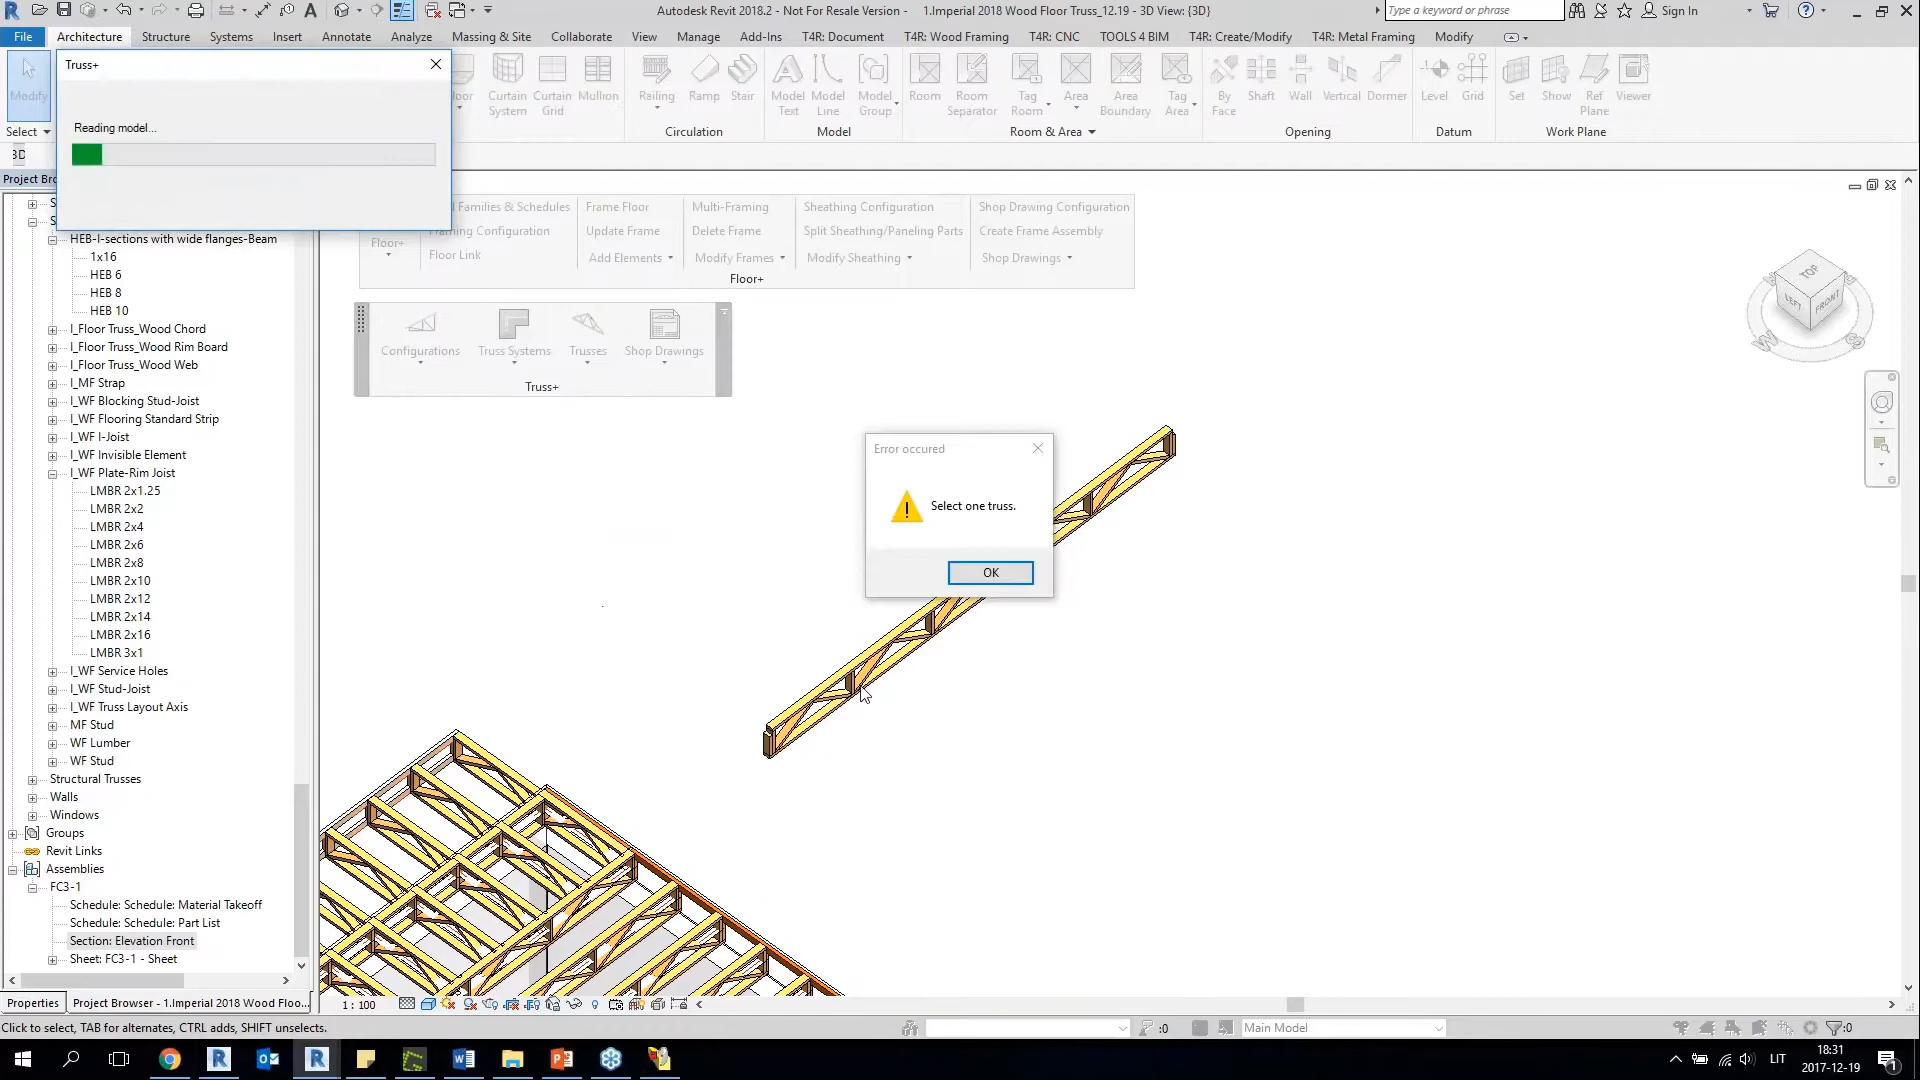 Autodesk Revit 2018.2 - Not For Resale Version - 1.Imperial 2018 Wood Floor Truss_12.19 - 3D View: {3D}
Type a keyword or phrase
Sign In
File Architecture Structure Systems Insert Annotate Analyze Massing & Site Collaborate View Manage Add-Ins T4R: Document T4R: Wood Framing T4R: CNC TOOLS 4 BIM T4R: Create/Modify T4R: Metal Framing Modify
Truss+
Reading model...
Modify
Select
Curtain System
Curtain Grid
Mullion
Railing
Ramp
Stair
Model Text
Model Line
Model Group
Room
Room Separator
Tag Room
Area
Area Boundary
Tag Area
By Face
Shaft
Wall
Vertical
Dormer
Level
Grid
Set
Show
Ref Plane
Viewer
Circulation
Model
Room & Area
Opening
Datum
Work Plane
3D
Project Bro
HEB-I-sections with wide flanges-Beam
1x16
HEB 6
HEB 8
HEB 10
I_Floor Truss_Wood Chord
I_Floor Truss_Wood Rim Board
I_Floor Truss_Wood Web
I_MF Strap
I_WF Blocking Stud-Joist
I_WF Flooring Standard Strip
I_WF I-Joist
I_WF Invisible Element
I_WF Plate-Rim Joist
LMBR 2x1.25
LMBR 2x2
LMBR 2x4
LMBR 2x6
LMBR 2x8
LMBR 2x10
LMBR 2x12
LMBR 2x14
LMBR 2x16
LMBR 3x1
I_WF Service Holes
I_WF Stud-Joist
I_WF Truss Layout Axis
MF Stud
WF Lumber
WF Stud
Structural Trusses
Walls
Windows
Groups
Revit Links
Assemblies
FC3-1
Schedule: Schedule: Material Takeoff
Schedule: Schedule: Part List
Section: Elevation Front
Sheet: FC3-1 - Sheet
Properties
Project Browser - 1.Imperial 2018 Wood Floo...
Families & Schedules
Framing Configuration
Floor Link
Floor+
Frame Floor
Update Frame
Add Elements
Multi-Framing
Delete Frame
Modify Frames
Sheathing Configuration
Split Sheathing/Paneling Parts
Modify Sheathing
Shop Drawing Configuration
Create Frame Assembly
Shop Drawings
Floor+
Configurations
Truss Systems
Trusses
Shop Drawings
Truss+
Error occured
Select one truss.
OK
TOP
LEFT
FRONT
W
S
1 : 100
Click to select, TAB for alternates, CTRL adds, SHIFT unselects.
:0
Main Model
:0
LIT
18:31
2017-12-19
1